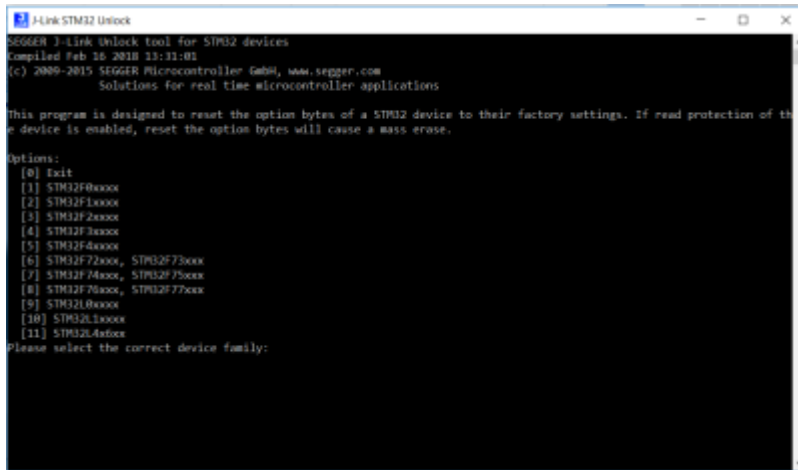 J-Link STM32 Unlock
SEGGER J-Link Unlock tool for STM32 devices
Compiled Feb 16 2018 13:31:01
(c) 2009-2015 SEGGER Microcontroller GmbH, www.segger.com
Solutions for real time microcontroller applications
This program is designed to reset the option bytes of a STM32 device to their factory settings. If read protection of th
e device is enabled, reset the option bytes will cause a mass erase.
Options:
[0] Exit
[1] STM32F0xxxx
[2] STM32F1xxxx
[3] STM32F2xxxx
[4] STM32F3xxxx
[5] STM32F4xxxx
[6] STM32F72xxx, STM32F73xxx
[7] STM32F74xxx, STM32F75xxx
[8] STM32F76xxx, STM32F77xxx
[9] STM32L0xxxx
[10] STM32L1xxxx
[11] STM32L4x6xx
Please select the correct device family: